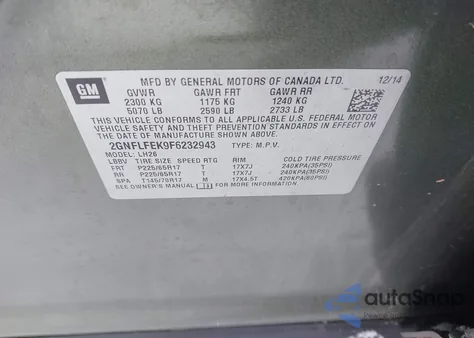 GM
MFD BY GENERAL MOTORS OF CANADA LTD. 12/14
GVWR GAWR FRT GAWR RR
2300 KG 1175 KG 1240 KG
5070 LB 2590 LB 2733 LB
THIS VEHICLE CONFORMS TO ALL APPLICABLE U.S. FEDERAL MOTOR
VEHICLE SAFETY AND THEFT PREVENTION STANDARDS IN EFFECT ON
THE DATE OF MANUFACTURE SHOWN ABOVE.
2GNFLFEK9F6232943 TYPE: M.P.V.
MODEL: LH26
TIRE SIZE SPEED RTG RIM COLD TIRE PRESSURE
FRT P225/65R17 T 17X7J 240KPA(35PSI)
RR P225/65R17 T 17X7J 240KPA(35PSI)
SPA T145/70R17 M 17X4.5T 420KPA(60PSI)
SEE OWNER'S MANUAL FOR MORE INFORMATION.
autoSnap